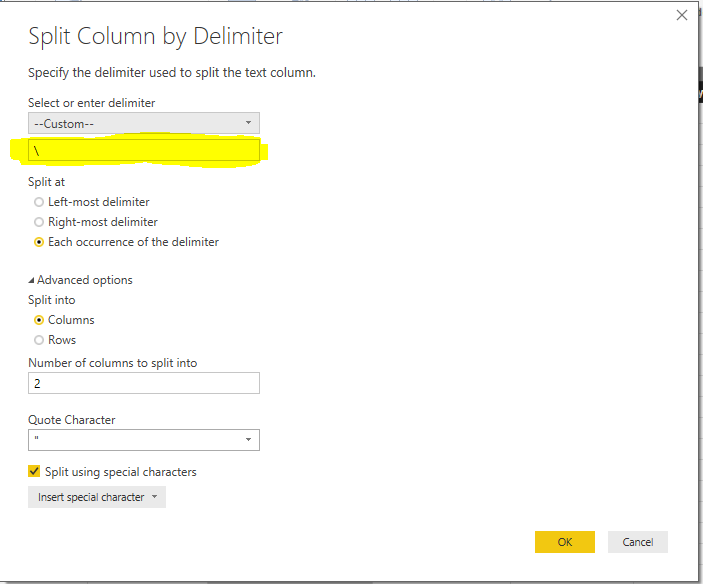 Split Column by Delimiter
Specify the delimiter used to split the text column.
Select or enter delimiter
--Custom--
\
Split at
Left-most delimiter
Right-most delimiter
Each occurrence of the delimiter
Advanced options
Split into
Columns
Rows
Number of columns to split into
2
Quote Character
"
Split using special characters
Insert special character
OK Cancel